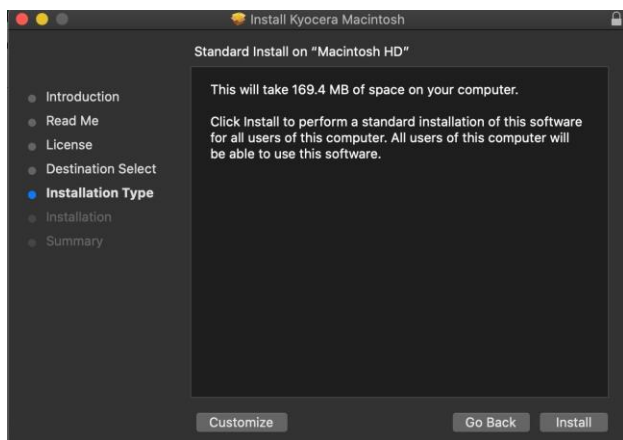 Install Kyocera Macintosh
Standard Install on “Macintosh HD”
Introduction
Read Me
License
Destination Select
Installation Type
Installation
Summary
This will take 169.4 MB of space on your computer.
Click Install to perform a standard installation of this software
for all users of this computer. All users of this computer will
be able to use this software.
Customize
Go Back
Install